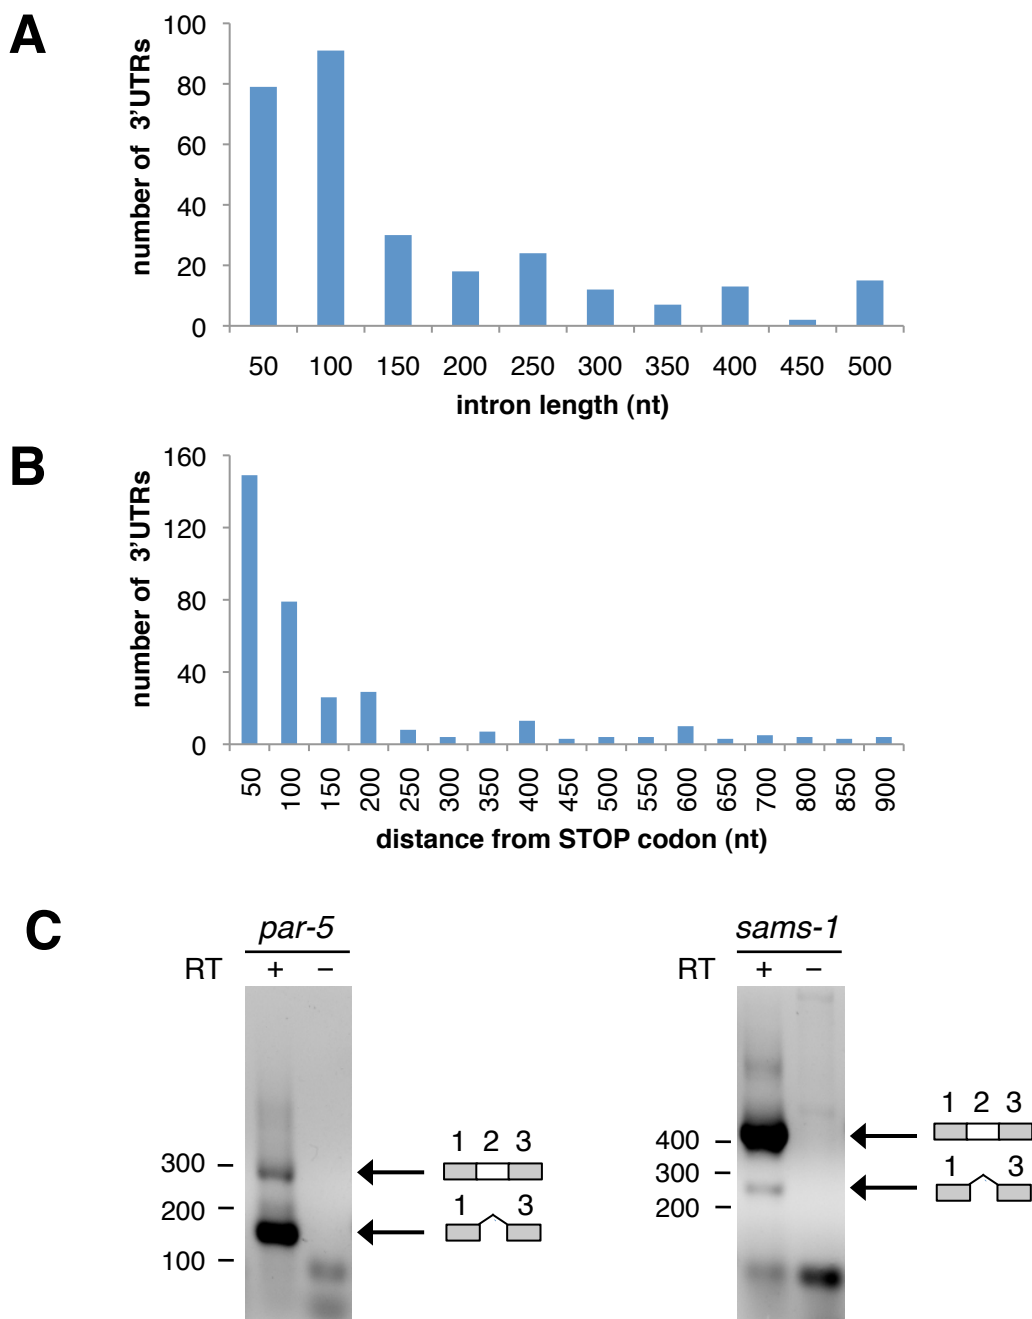 A
number of 3'UTRs
100
80
60
40
20
0
50 100 150 200 250 300 350 400 450 500
intron length (nt)
B
number of 3'UTRs
160
120
80
40
0
50 100 150 200 250 300 350 400 450 500 550 600 650 700 800 850 900
distance from STOP codon (nt)
C
par-5
RT + −
300
200
100
1 2 3
1 3
sams-1
RT + −
400
300
200
1 2 3
1 3